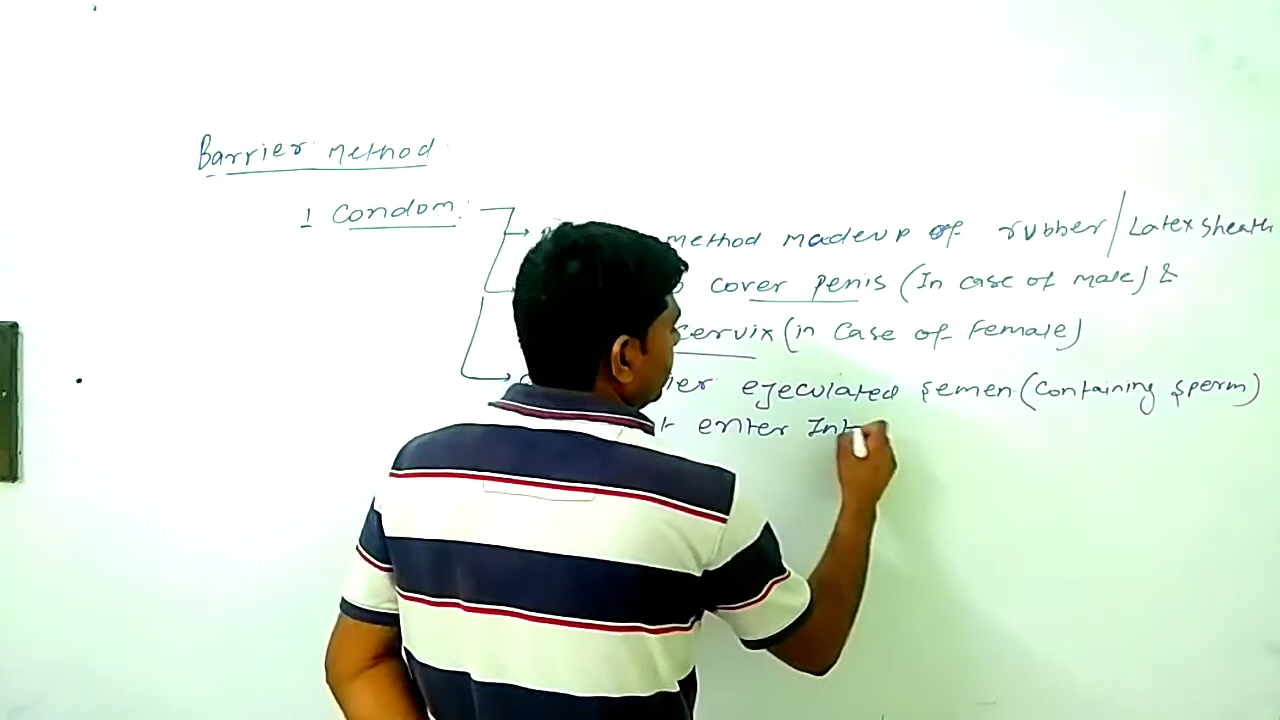 Barrier Method
1 Condom
method madeup of rubber/Latex sheath
cover penis (In case of male) &
cervix (in case of Female)
ejeculated semen (Containing sperm)
enter Int